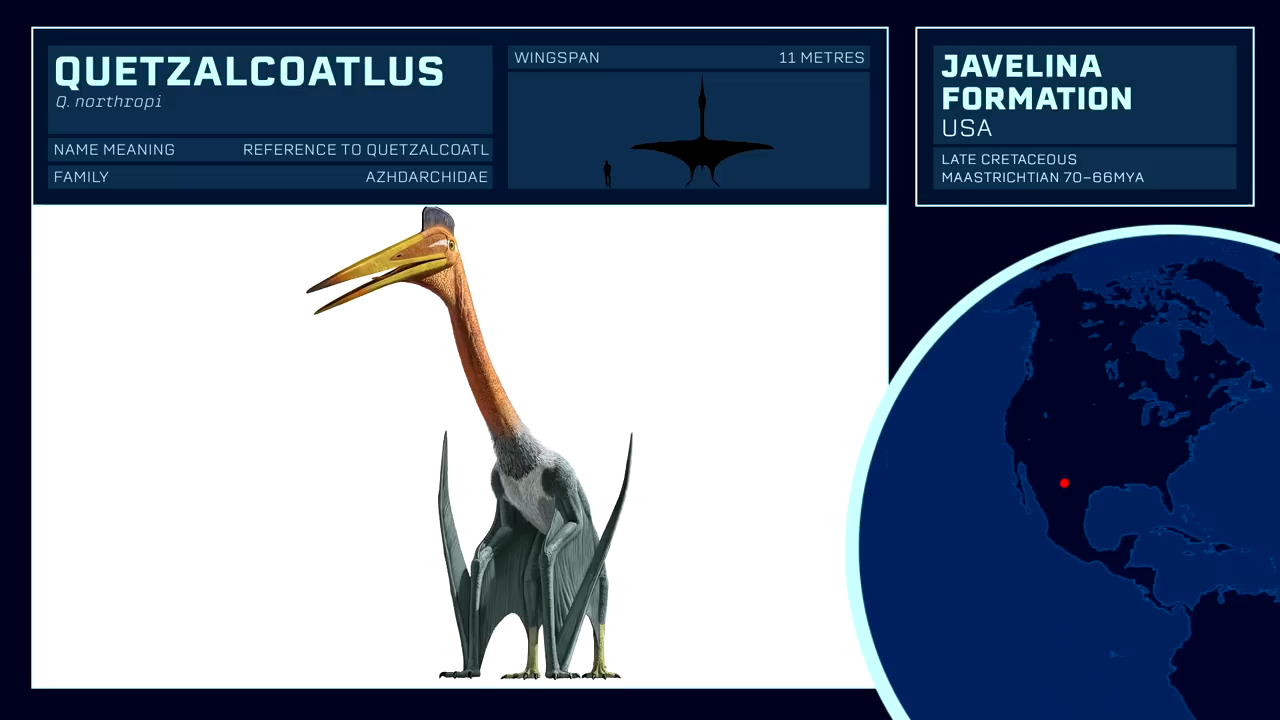 QUETZALCOATLUS
Q. northropi
NAME MEANING REFERENCE TO QUETZALCOATL
FAMILY AZHDARCHIDAE
WINGSPAN 11 METRES
JAVELINA
FORMATION
USA
LATE CRETACEOUS
MAASTRICHTIAN 70–66MYA